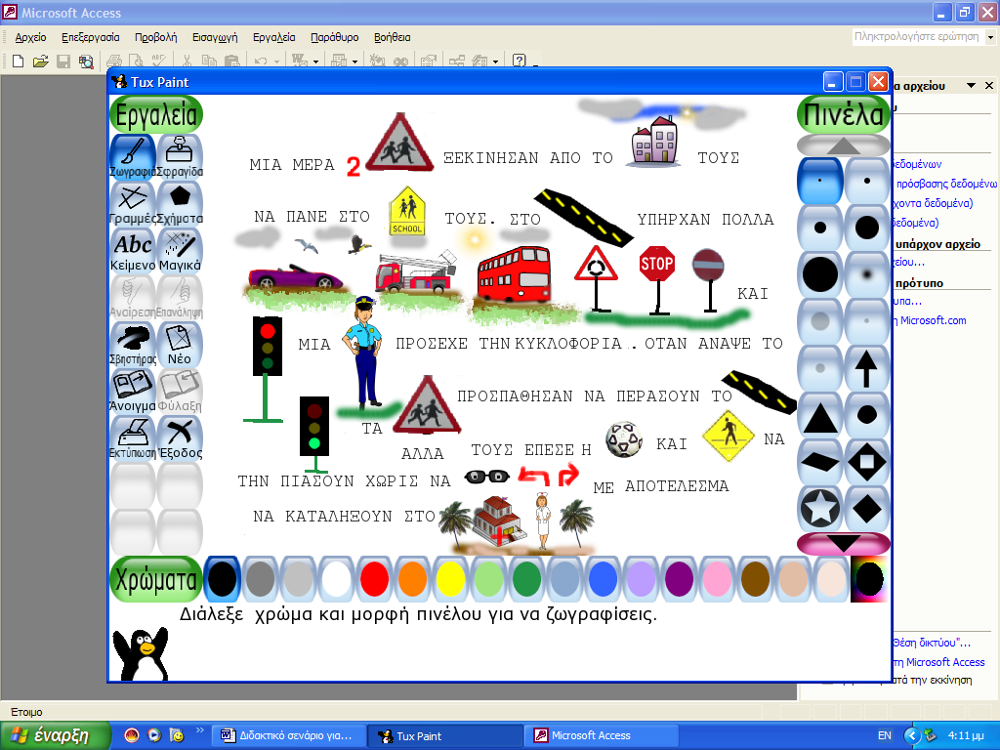 Microsoft Access
Αρχείο Επεξεργασία Προβολή Εισαγωγή Εργαλεία Παράθυρο Βοήθεια
Πληκτρολογήστε ερώτηση
Tux Paint
α αρχείου
Εργαλεία
Πινέλα
Ζωγραφιά Σφραγίδα
Γραμμές Σχήματα
Abc
Κείμενο Μαγικά
Αναίρεση Επανάληψη
Σβηστήρας Νέο
Άνοιγμα Φύλαξη
Εκτύπωση Έξοδος
ΜΙΑ ΜΕΡΑ 2 ΞΕΚΙΝΗΣΑΝ ΑΠΟ ΤΟ ΤΟΥΣ
ΝΑ ΠΑΝΕ ΣΤΟ SCHOOL ΤΟΥΣ. ΣΤΟ ΥΠΗΡΧΑΝ ΠΟΛΛΑ
STOP
ΚΑΙ
ΜΙΑ ΠΡΟΣΕΧΕ ΤΗΝ ΚΥΚΛΟΦΟΡΙΑ . ΟΤΑΝ ΑΝΑΨΕ ΤΟ
ΤΑ ΠΡΟΣΠΑΘΗΣΑΝ ΝΑ ΠΕΡΑΣΟΥΝ ΤΟ
ΑΛΛΑ ΤΟΥΣ ΕΠΕΣΕ Η ΚΑΙ ΝΑ
ΤΗΝ ΠΙΑΣΟΥΝ ΧΩΡΙΣ ΝΑ ΜΕ ΑΠΟΤΕΛΕΣΜΑ
ΝΑ ΚΑΤΑΛΗΞΟΥΝ ΣΤΟ
δεδομένων
πρόσβασης δεδομένω
χοντα δεδομένα)
δεδομένα)
υπάρχον αρχείο
είου...
πρότυπο
υπα...
η Microsoft.com
Χρώματα
Διάλεξε χρώμα και μορφή πινέλου για να ζωγραφίσεις.
Θέση δικτύου"...
τη Microsoft Access
ατά την εκκίνηση
Έτοιμο
έναρξη
Διδακτικό σενάριο για...
Tux Paint
Microsoft Access
EN
4:11 μμ